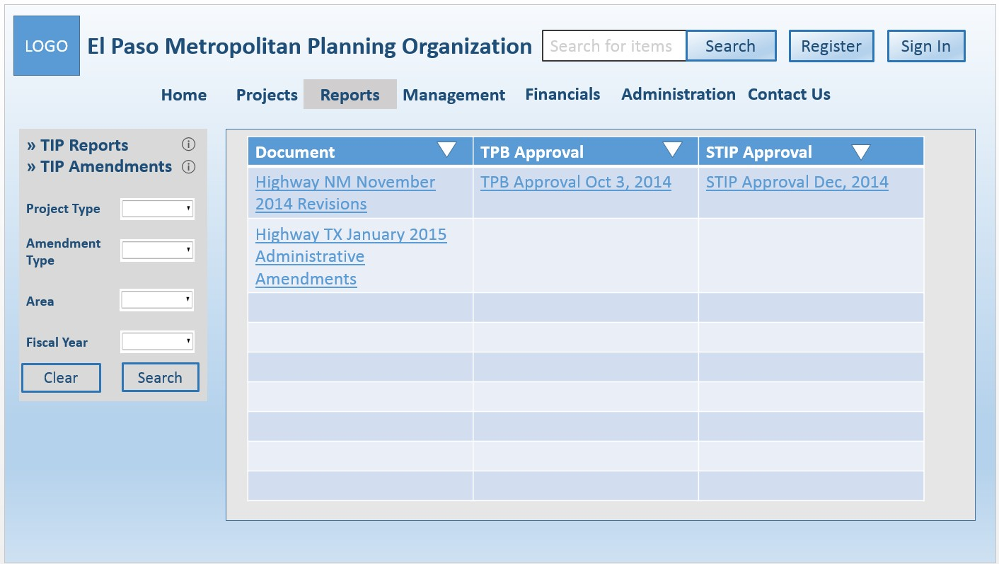 LOGO
El Paso Metropolitan Planning Organization
Search for items
Search
Register
Sign In
Home
Projects
Reports
Management
Financials
Administration
Contact Us
» TIP Reports
» TIP Amendments
Project Type
Amendment
Type
Area
Fiscal Year
Clear
Search
Document
TPB Approval
STIP Approval
Highway NM November
2014 Revisions
TPB Approval Oct 3, 2014
STIP Approval Dec, 2014
Highway TX January 2015
Administrative
Amendments